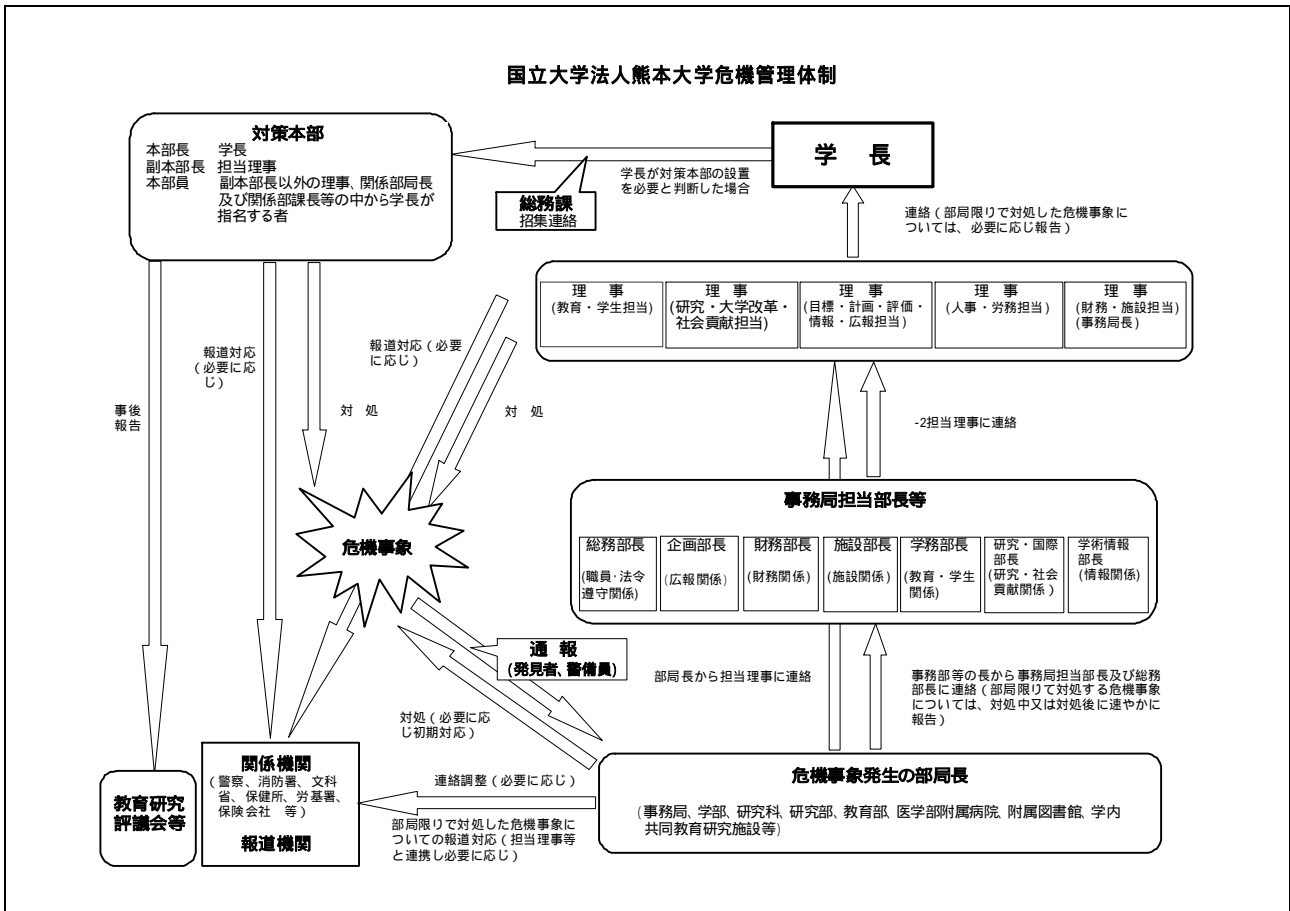 国立大学法人熊本大学危機管理体制
対策本部
本部長 学長
副本部長 担当理事
本部員 副本部長以外の理事、関係部局長
及び関係部課長等の中から学長が
指名する者
学 長
学長が対策本部の設置
を必要と判断した場合
総務課
招集連絡
連絡（部局限りで対処した危機事象に
ついては、必要に応じ報告）
理 事
(教育・学生担当)
理 事
(研究・大学改革・
社会貢献担当)
理 事
(目標・計画・評価・
情報・広報担当)
理 事
(人事・労務担当)
理 事
(財務・施設担当)
(事務局長)
報道対応
（必要に応
じ）
報道対応（必要
に応じ）
事後
報告
対 処
対 処
-2担当理事に連絡
事務局担当部長等
総務部長
(職員・法令
遵守関係)
企画部長
(広報関係)
財務部長
(財務関係)
施設部長
(施設関係)
学務部長
(教育・学生
関係)
研究・国際
部長
(研究・社会
貢献関係)
学術情報
部長
(情報関係)
危機事象
通 報
(発見者、警備員)
部局長から担当理事に連絡
事務部等の長から事務局担当部長及び総務
部長に連絡（部局限りで対処する危機事象
については、対処中又は対処後に速やかに
報告）
対処（必要に応
じ初期対応）
関係機関
（警察、消防署、文科
省、保健所、労基署、
保険会社 等）
報道機関
教育研究
評議会等
連絡調整（必要に応じ）
部局限りで対処した危機事象に
ついての報道対応（担当理事等
と連携し必要に応じ）
危機事象発生の部局長
(事務局、学部、研究科、研究部、教育部、医学部附属病院、附属図書館、学内
共同教育研究施設等)